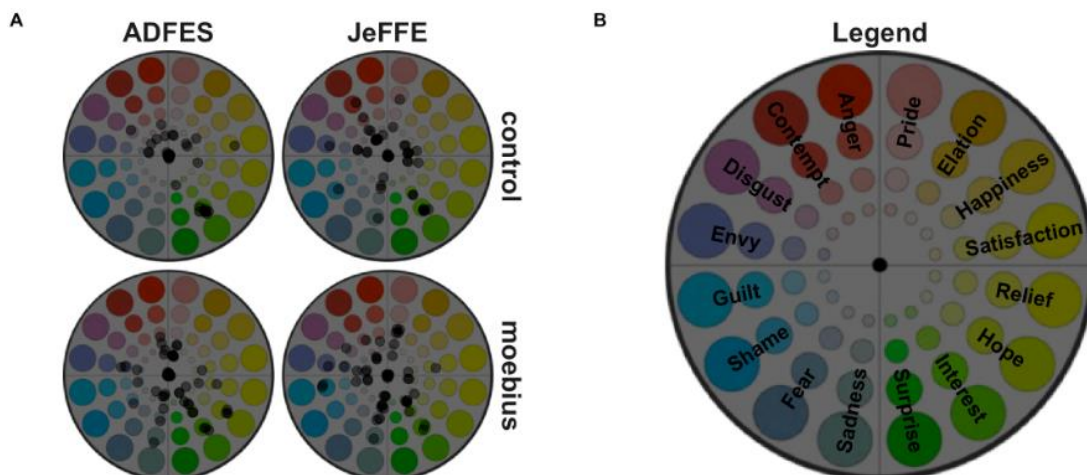 A
ADFES
JeFFE
control
moebius
B
Legend
Anger
Pride
Contempt
Elation
Disgust
Happiness
Envy
Satisfaction
Guilt
Relief
Shame
Hope
Fear
Interest
Sadness
Surprise